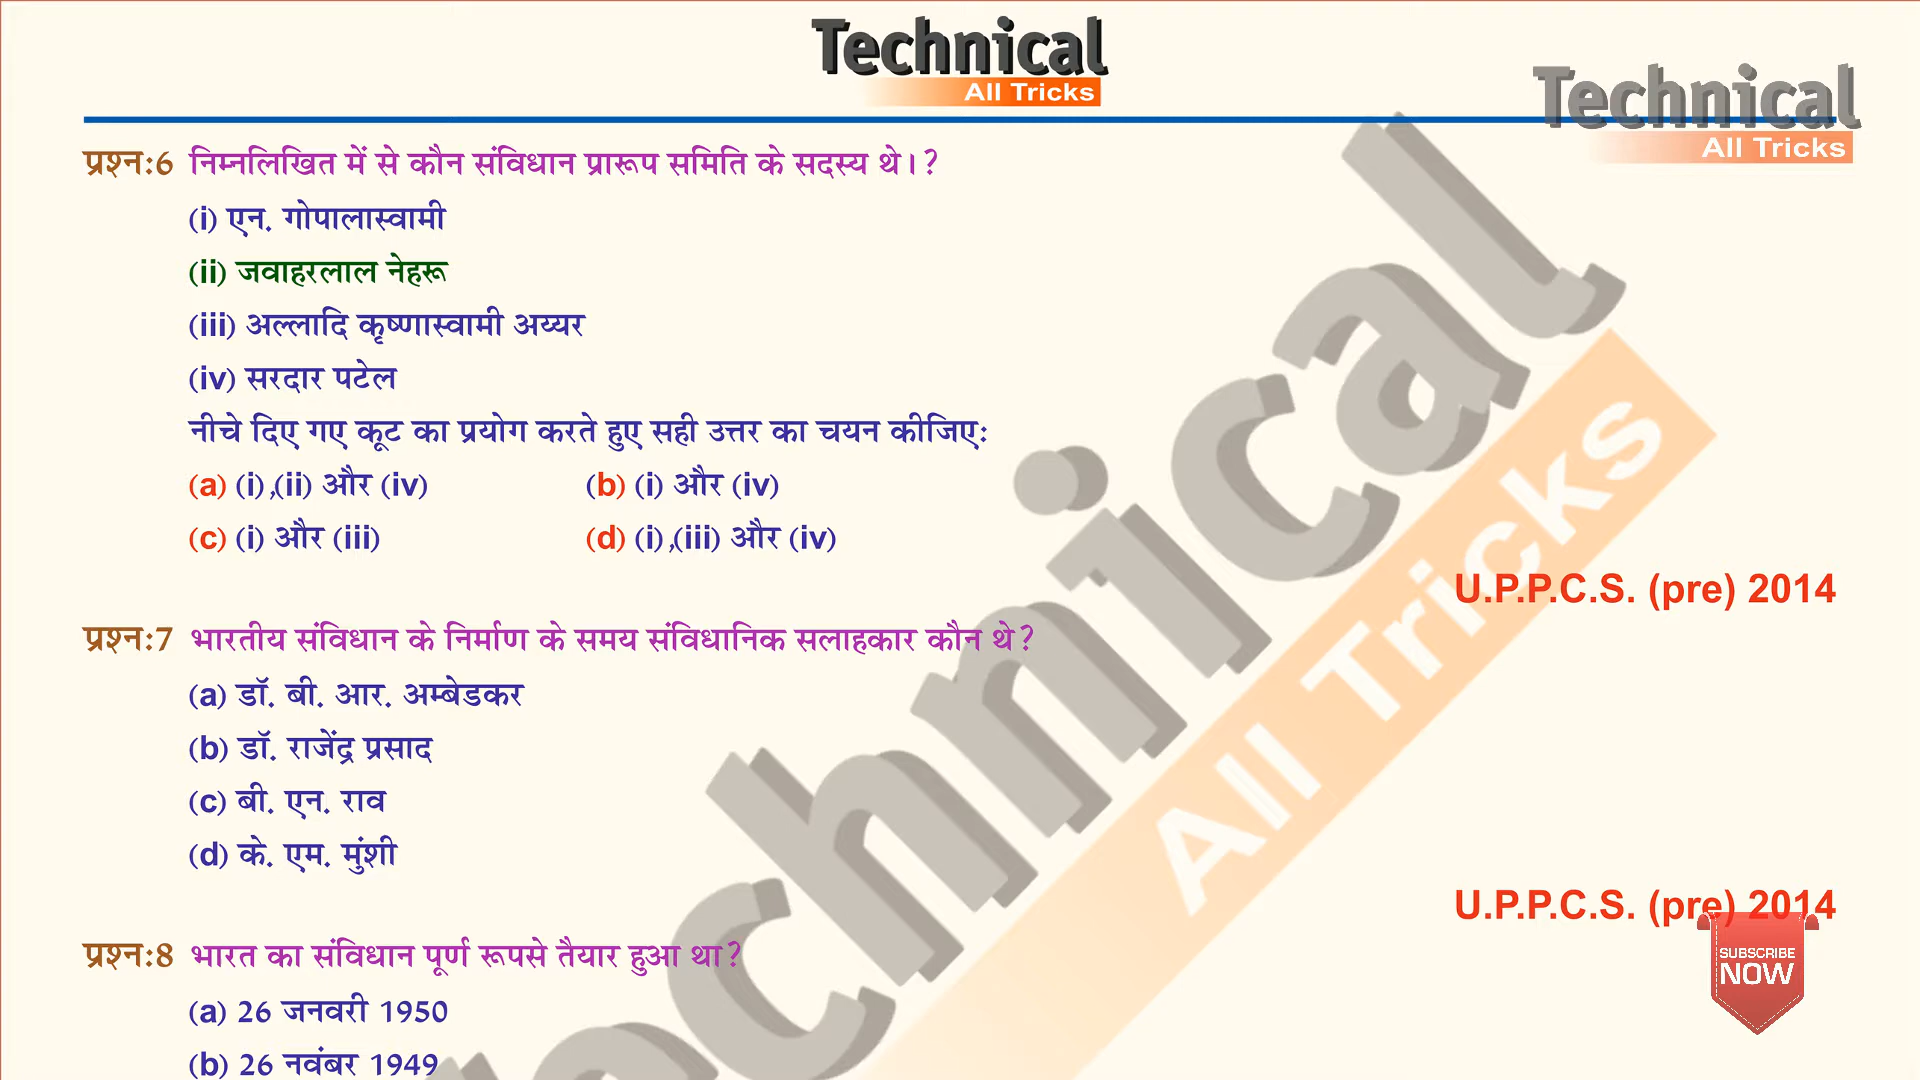 Technical
All Tricks
Technical
All Tricks
प्रश्न:6 निम्नलिखित में से कौन संविधान प्रारूप समिति के सदस्य थे।?
(i) एन. गोपालास्वामी
(ii) जवाहरलाल नेहरू
(iii) अल्लादि कृष्णास्वामी अय्यर
(iv) सरदार पटेल
नीचे दिए गए कूट का प्रयोग करते हुए सही उत्तर का चयन कीजिए:
(a) (i),(ii) और (iv) (b) (i) और (iv)
(c) (i) और (iii) (d) (i),(iii) और (iv)
U.P.P.C.S. (pre) 2014
प्रश्न:7 भारतीय संविधान के निर्माण के समय संविधानिक सलाहकार कौन थे?
(a) डॉ. बी. आर. अम्बेडकर
(b) डॉ. राजेंद्र प्रसाद
(c) बी. एन. राव
(d) के. एम. मुंशी
U.P.P.C.S. (pre) 2014
प्रश्न:8 भारत का संविधान पूर्ण रूपसे तैयार हुआ था?
(a) 26 जनवरी 1950
(b) 26 नवंबर 1949
SUBSCRIBE
NOW
Technical
All Tricks